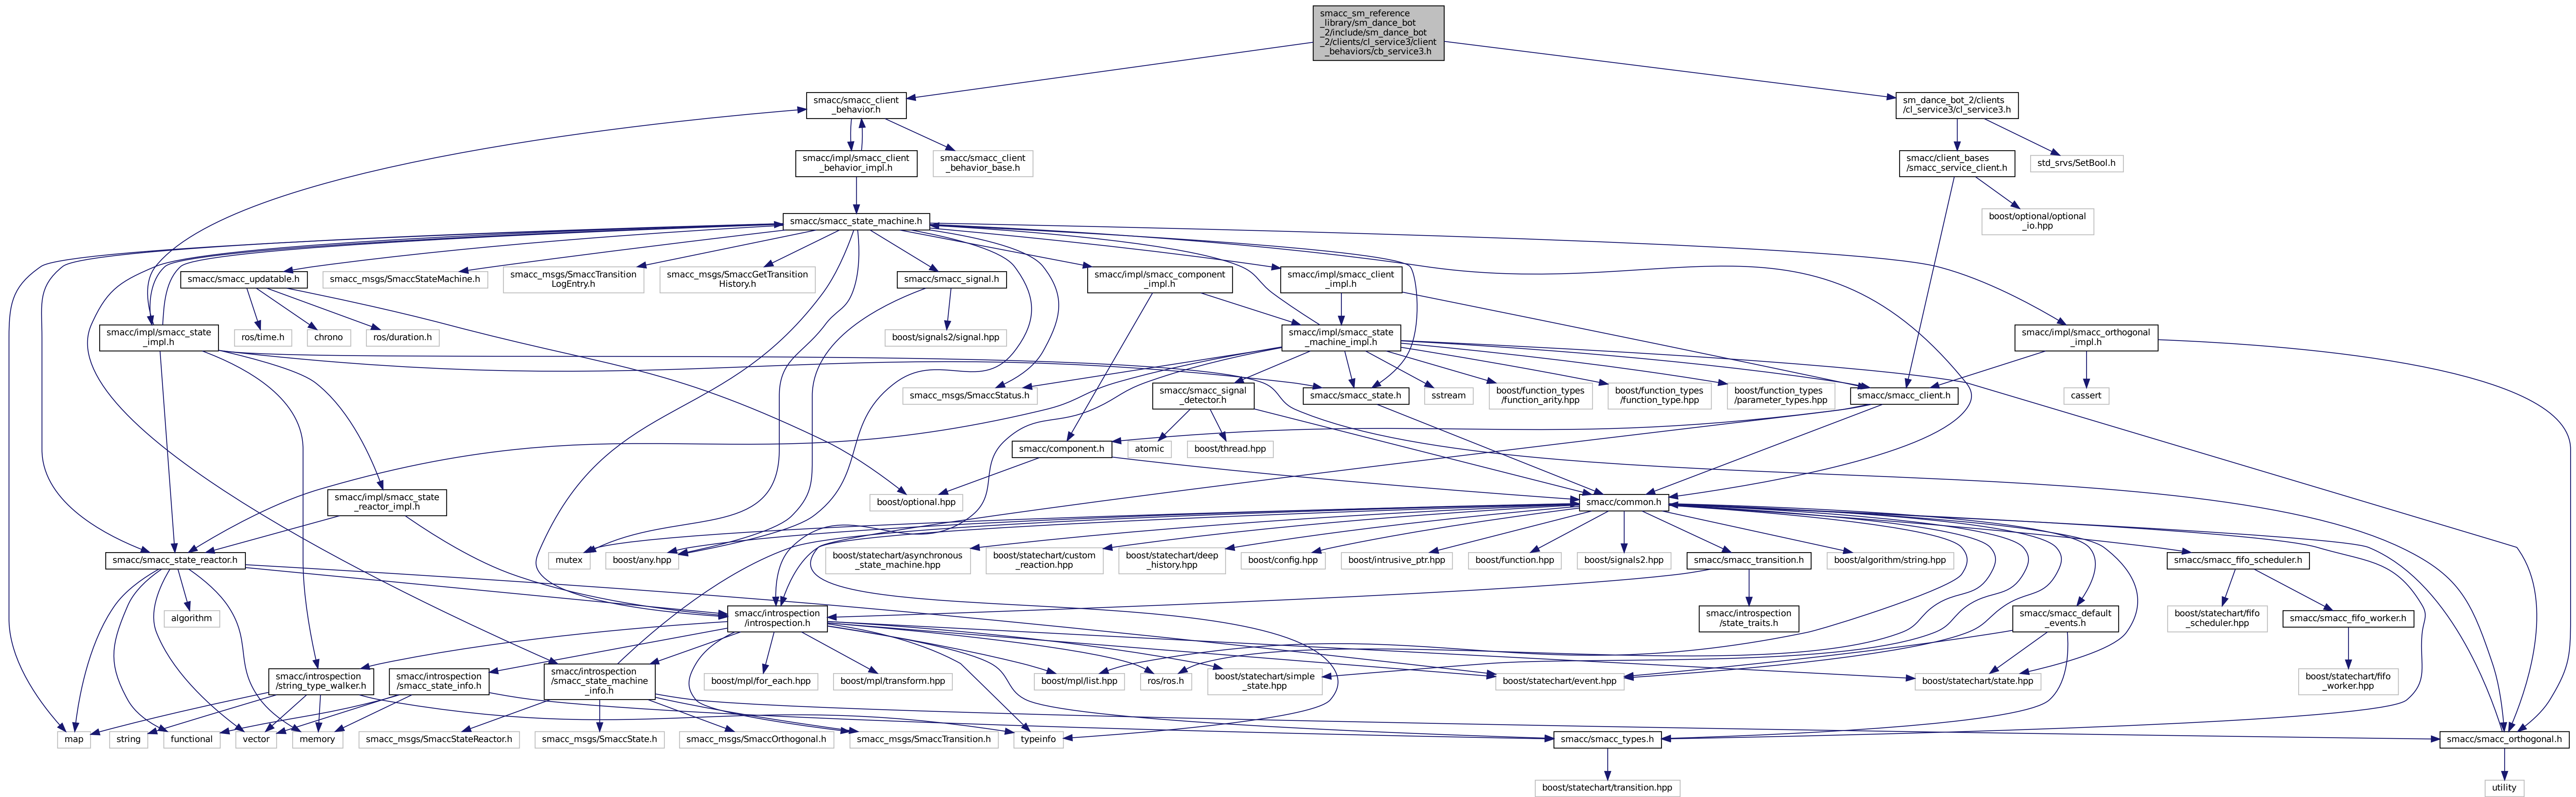 smacc_sm_reference
_library/sm_dance_bot
_2/include/sm_dance_bot
_2/clients/cl_service3/client
_behaviors/cb_service3.h
smacc/smacc_client
_behavior.h
sm_dance_bot_2/clients
/cl_service3/cl_service3.h
smacc/impl/smacc_client
_behavior_impl.h
smacc/smacc_client
_behavior_base.h
smacc/client_bases
/smacc_service_client.h
std_srvs/SetBool.h
smacc/smacc_state_machine.h
boost/optional/optional
_io.hpp
smacc/smacc_updatable.h
smacc_msgs/SmaccStateMachine.h
smacc_msgs/SmaccTransition
LogEntry.h
smacc_msgs/SmaccGetTransition
History.h
smacc/smacc_signal.h
smacc/impl/smacc_component
_impl.h
smacc/impl/smacc_client
_impl.h
smacc/impl/smacc_state
_impl.h
ros/time.h
chrono
ros/duration.h
boost/signals2/signal.hpp
smacc/impl/smacc_state
_machine_impl.h
smacc/impl/smacc_orthogonal
_impl.h
smacc_msgs/SmaccStatus.h
smacc/smacc_signal
_detector.h
smacc/smacc_state.h
sstream
boost/function_types
/function_arity.hpp
boost/function_types
/function_type.hpp
boost/function_types
/parameter_types.hpp
smacc/smacc_client.h
cassert
smacc/component.h
atomic
boost/thread.hpp
smacc/impl/smacc_state
_reactor_impl.h
boost/optional.hpp
smacc/common.h
smacc/smacc_state_reactor.h
mutex
boost/any.hpp
boost/statechart/asynchronous
_state_machine.hpp
boost/statechart/custom
_reaction.hpp
boost/statechart/deep
_history.hpp
boost/config.hpp
boost/intrusive_ptr.hpp
boost/function.hpp
boost/signals2.hpp
smacc/smacc_transition.h
boost/algorithm/string.hpp
smacc/smacc_fifo_scheduler.h
algorithm
smacc/introspection
/introspection.h
smacc/introspection
/state_traits.h
smacc/smacc_default
_events.h
boost/statechart/fifo
_scheduler.hpp
smacc/smacc_fifo_worker.h
smacc/introspection
/string_type_walker.h
smacc/introspection
/smacc_state_info.h
smacc/introspection
/smacc_state_machine
_info.h
boost/mpl/for_each.hpp
boost/mpl/transform.hpp
boost/mpl/list.hpp
ros/ros.h
boost/statechart/simple
_state.hpp
boost/statechart/event.hpp
boost/statechart/state.hpp
boost/statechart/fifo
_worker.hpp
map
string
functional
vector
memory
smacc_msgs/SmaccStateReactor.h
smacc_msgs/SmaccState.h
smacc_msgs/SmaccOrthogonal.h
smacc_msgs/SmaccTransition.h
typeinfo
smacc/smacc_types.h
smacc/smacc_orthogonal.h
boost/statechart/transition.hpp
utility